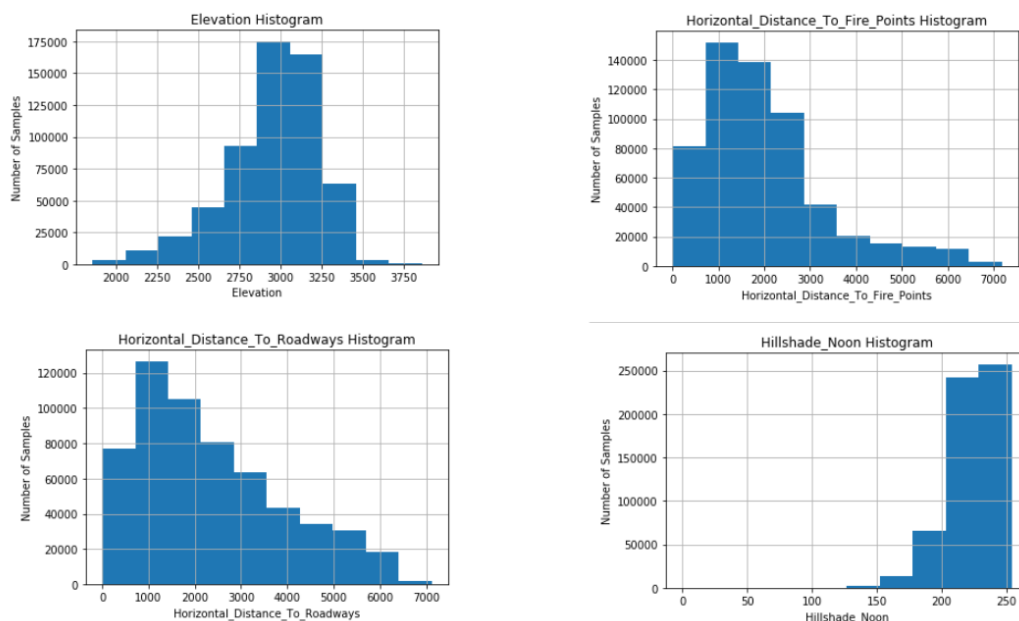 Elevation Histogram
175000
150000
125000
100000
75000
50000
25000
0
Number of Samples
2000 2250 2500 2750 3000 3250 3500 3750
Elevation
Horizontal_Distance_To_Fire_Points Histogram
140000
120000
100000
80000
60000
40000
20000
0
Number of Samples
0 1000 2000 3000 4000 5000 6000 7000
Horizontal_Distance_To_Fire_Points
Horizontal_Distance_To_Roadways Histogram
120000
100000
80000
60000
40000
20000
0
Number of Samples
0 1000 2000 3000 4000 5000 6000 7000
Horizontal_Distance_To_Roadways
Hillshade_Noon Histogram
250000
200000
150000
100000
50000
0
Number of Samples
0 50 100 150 200 250
Hillshade_Noon